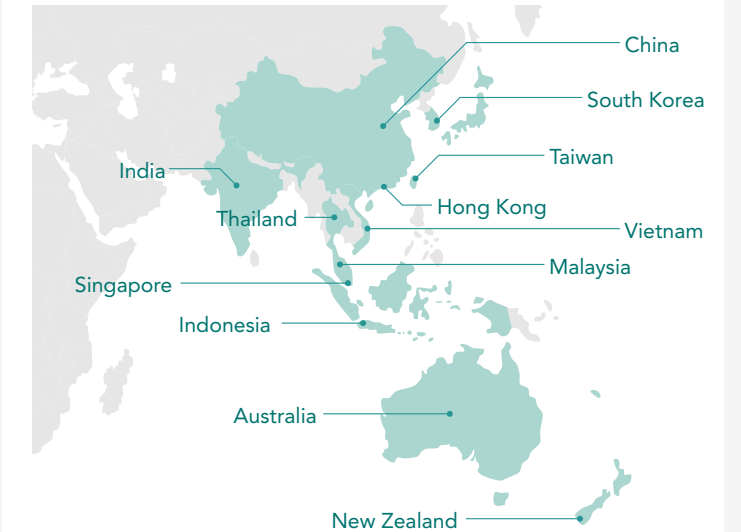 China
South Korea
Taiwan
India
Hong Kong
Thailand
Vietnam
Malaysia
Singapore
Indonesia
Australia
New Zealand